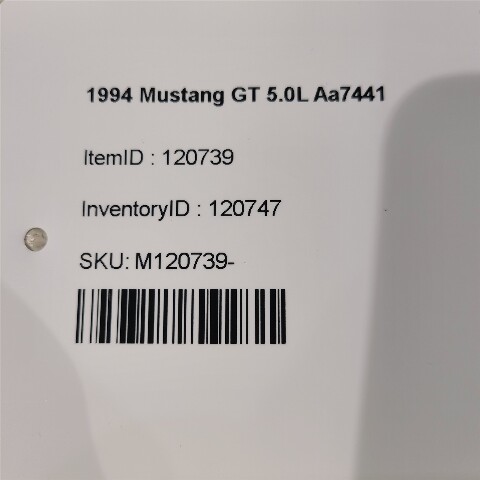 1994 Mustang GT 5.0L Aa7441
ItemID : 120739
InventoryID : 120747
SKU: M120739-